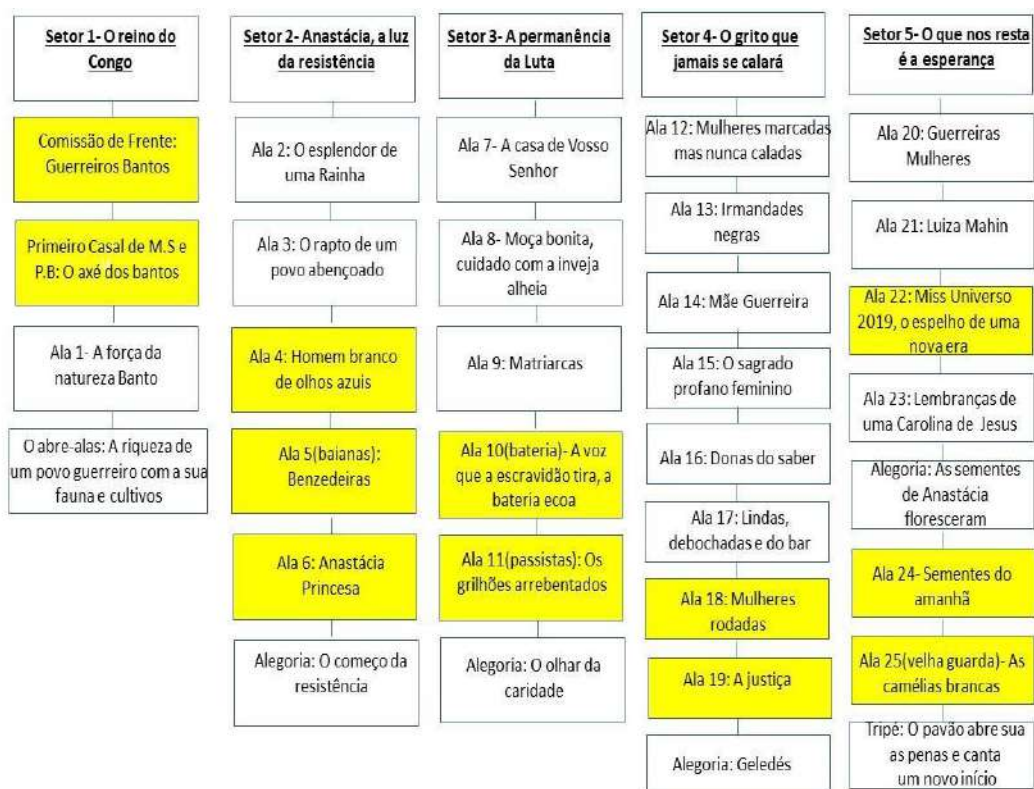 Setor 1- O reino do
Congo
Comissão de Frente:
Guerreiros Bantos
Primeiro Casal de M.S e
P.B: O axé dos bantos
Ala 1- A força da
natureza Banto
O abre-alas: A riqueza de
um povo guerreiro com a sua
fauna e cultivos
Setor 2- Anastácia, a luz
da resistência
Ala 2: O esplendor de
uma Rainha
Ala 3: O rapto de um
povo abençoado
Ala 4: Homem branco
de olhos azuis
Ala 5(baianas):
Benzedeiras
Ala 6: Anastácia
Princesa
Alegoria: O começo da
resistência
Setor 3- A permanência
da Luta
Ala 7- A casa de Vosso
Senhor
Ala 8- Moça bonita,
cuidado com a inveja
alheia
Ala 9: Matriarcas
Ala 10(bateria)- A voz
que a escravidão tira, a
bateria ecoa
Ala 11(passistas): Os
grilhões arrebentados
Alegoria: O olhar da
caridade
Setor 4- O grito que
jamais se calará
Ala 12: Mulheres marcadas
mas nunca caladas
Ala 13: Irmandades
negras
Ala 14: Mãe Guerreira
Ala 15: O sagrado
profano feminino
Ala 16: Donas do saber
Ala 17: Lindas,
debochadas e do bar
Ala 18: Mulheres
rodadas
Ala 19: A justiça
Alegoria: Geledés
Setor 5- O que nos resta
é a esperança
Ala 20: Guerreiras
Mulheres
Ala 21: Luiza Mahin
Ala 22: Miss Universo
2019, o espelho de uma
nova era
Ala 23: Lembranças de
uma Carolina de Jesus
Alegoria: As sementes
de Anastácia
floresceram
Ala 24- Sementes do
amanhã
Ala 25(velha guarda)- As
camélias brancas
Tripé: O pavão abre sua
as penas e canta
um novo início